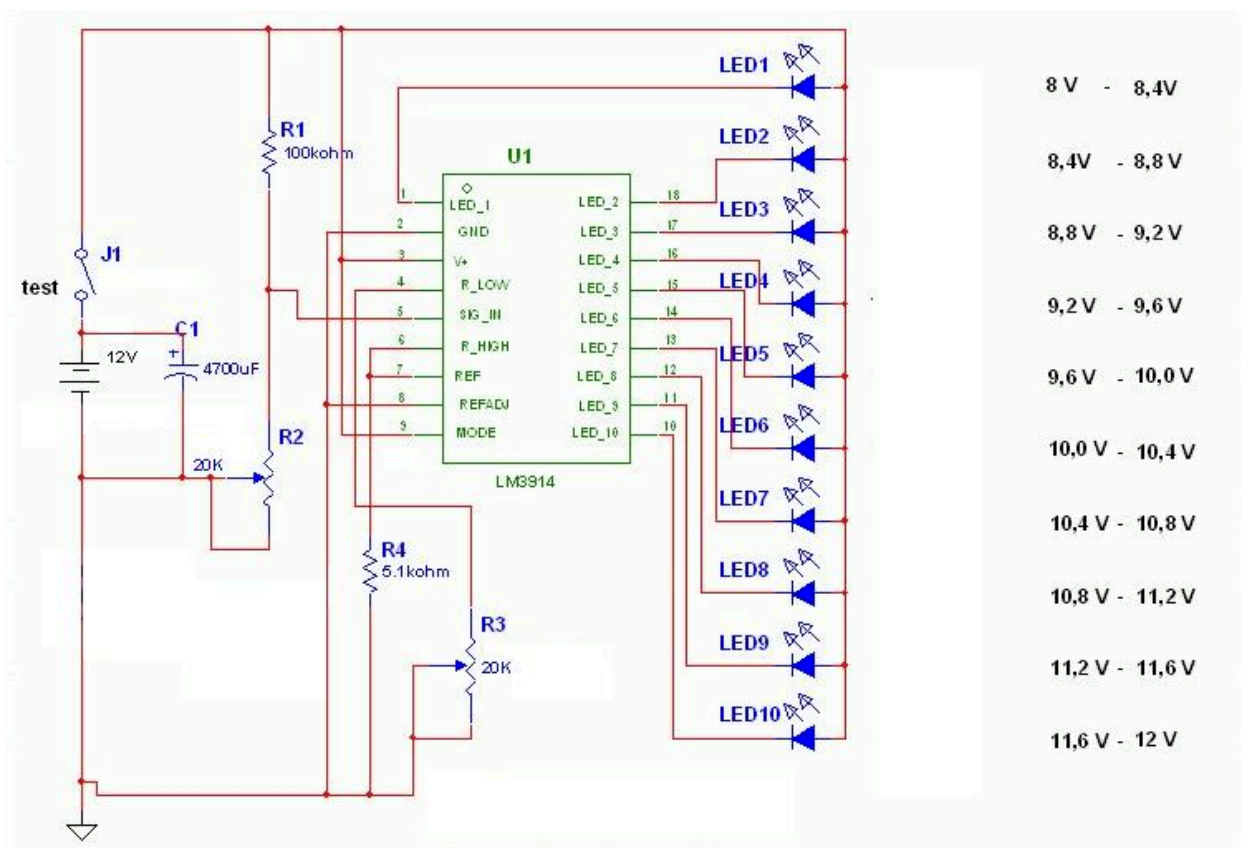 LED1
8 V - 8,4V
R1
100kohm
LED2
8,4V - 8,8 V
U1
1
LED_1
LED_2
18
LED3
2
GND
LED_3
17
8,8 V - 9,2 V
J1
3
V+
LED_4
16
test
4
R_LOW
LED_5
15
LED4
9,2 V - 9,6 V
5
SIG_IN
LED_6
14
C1
+
6
R_HIGH
LED_7
13
LED5
12V
4700uF
7
REF
LED_8
12
9,6 V - 10,0 V
8
REFADJ
LED_9
11
R2
9
MODE
LED_10
10
LED6
20K
10,0 V - 10,4 V
LM3914
LED7
10,4 V - 10,8 V
R4
5.1kohm
LED8
10,8 V - 11,2 V
R3
20K
LED9
11,2 V - 11,6 V
LED10
11,6 V - 12 V